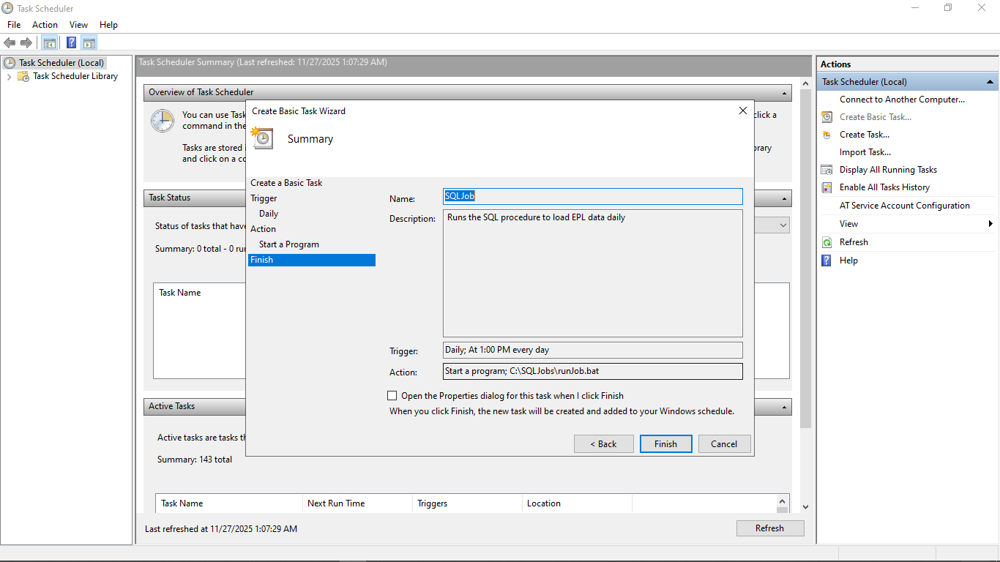 Task Scheduler
File Action View Help
Task Scheduler (Local)
Task Scheduler Library
Task Scheduler Summary (Last refreshed: 11/27/2025 1:07:29 AM)
Overview of Task Scheduler
You can use Task
click a
command in the
Tasks are stored
rary
and click on a co
Task Status
Status of tasks that have
Summary: 0 total - 0 ru
Task Name
Active Tasks
Active tasks are tasks th
Summary: 143 total
Task Name Next Run Time Triggers Location
Last refreshed at 11/27/2025 1:07:29 AM
Refresh
Create Basic Task Wizard
Summary
Create a Basic Task
Trigger
Daily
Action
Start a Program
Finish
Name: SQLJob
Description: Runs the SQL procedure to load EPL data daily
Trigger: Daily; At 1:00 PM every day
Action: Start a program; C:\SQLJobs\runJob.bat
Open the Properties dialog for this task when I click Finish
When you click Finish, the new task will be created and added to your Windows schedule.
< Back Finish Cancel
Actions
Task Scheduler (Local)
Connect to Another Computer...
Create Basic Task...
Create Task...
Import Task...
Display All Running Tasks
Enable All Tasks History
AT Service Account Configuration
View
Refresh
Help